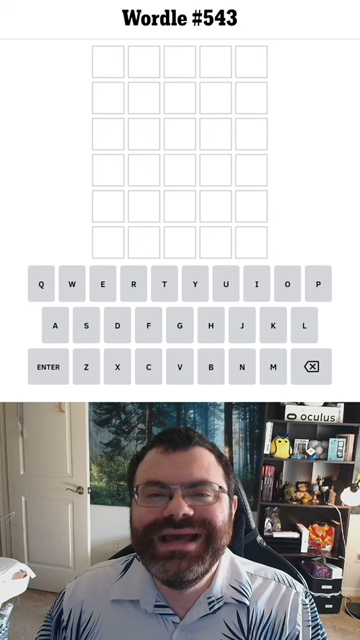 Wordle #543
Q W E R T Y U I O P
A S D F G H J K L
ENTER Z X C V B N M
oculus